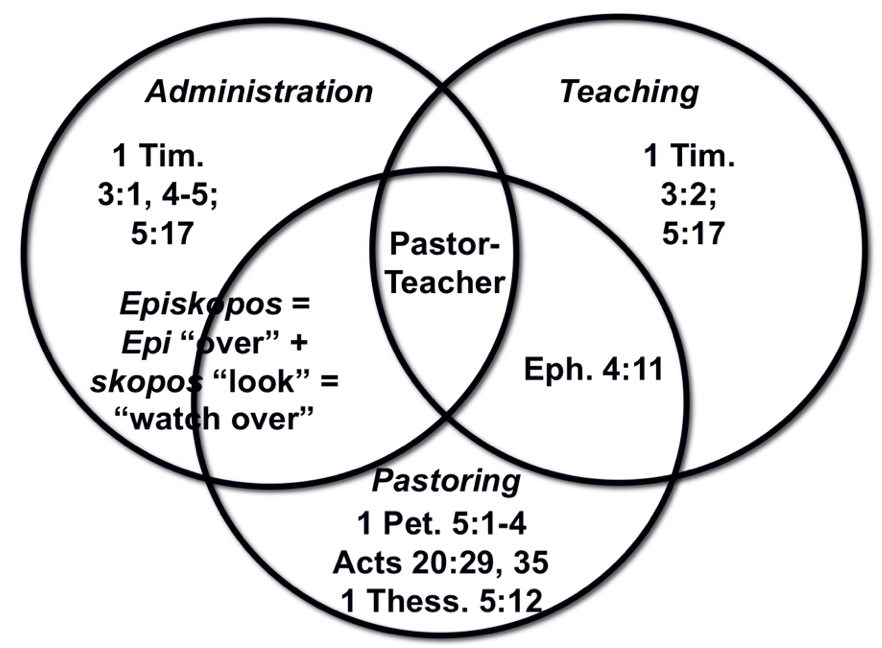 Administration
1 Tim.
3:1, 4-5;
5:17
Episkopos =
Epi “over” +
skopos “look” =
“watch over”
Teaching
1 Tim.
3:2;
5:17
Pastor-
Teacher
Eph. 4:11
Pastoring
1 Pet. 5:1-4
Acts 20:29, 35
1 Thess. 5:12